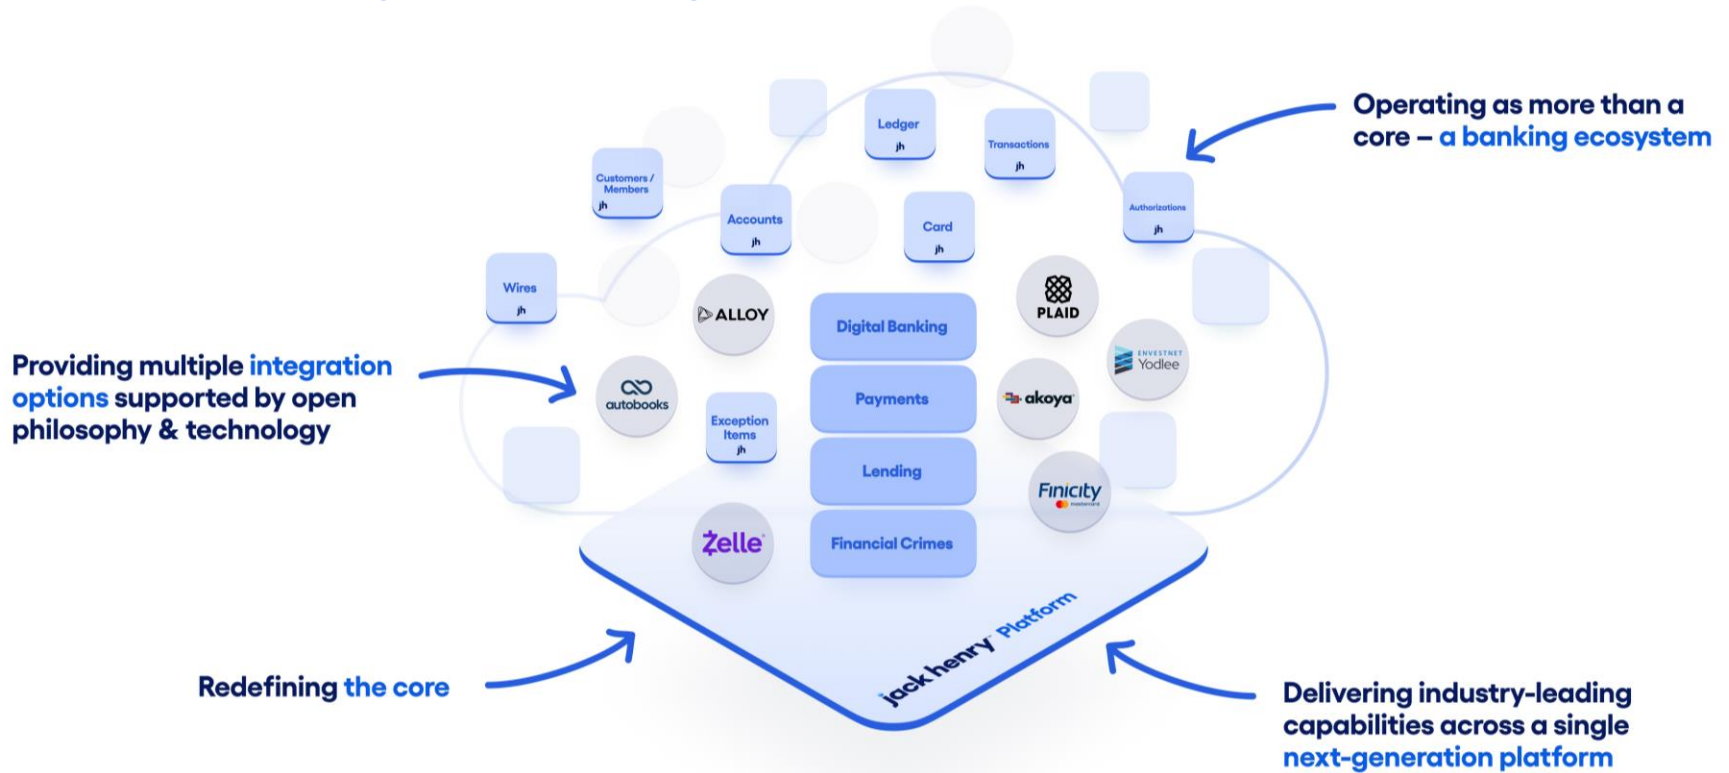 Ledger
jh
Transactions
jh
Operating as more than a
core – a banking ecosystem
Customers /
Members
jh
Accounts
jh
Card
jh
Authorizations
jh
Wires
jh
ALLOY
Digital Banking
PLAID
ENVESTNET
Yodlee
Providing multiple integration
options supported by open
philosophy & technology
autobooks
Exception
Items
jh
Payments
akoya
Lending
Finicity
mastercard
Zelle
Financial Crimes
jack henry Platform
Redefining the core
Delivering industry-leading
capabilities across a single
next-generation platform